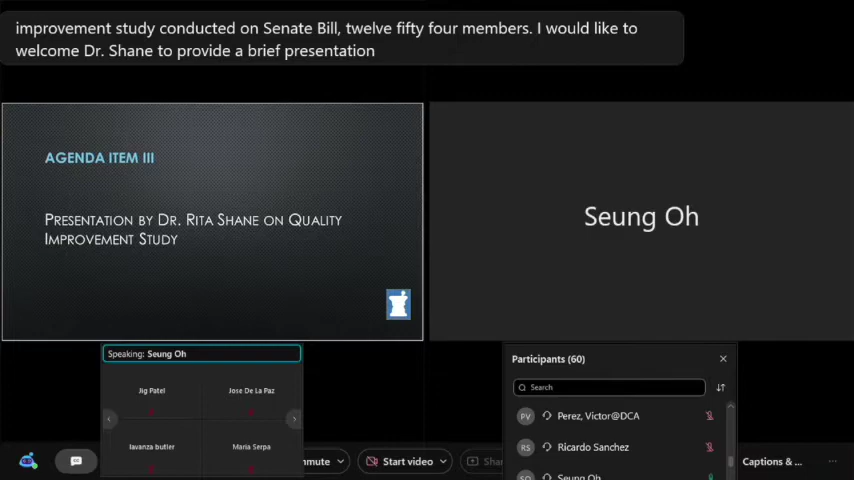 improvement study conducted on Senate Bill, twelve fifty four members. I would like to
welcome Dr. Shane to provide a brief presentation
AGENDA ITEM III
PRESENTATION BY DR. RITA SHANE ON QUALITY
IMPROVEMENT STUDY
Seung Oh
Speaking: Seung Oh
Jig Patel
Jose De La Paz
lavanza butler
Maria Serpa
Participants (60)
Search
PV Perez, Victor@DCA
RS Ricardo Sanchez
Seung Oh
mute
Start video
Shar
Captions & ...